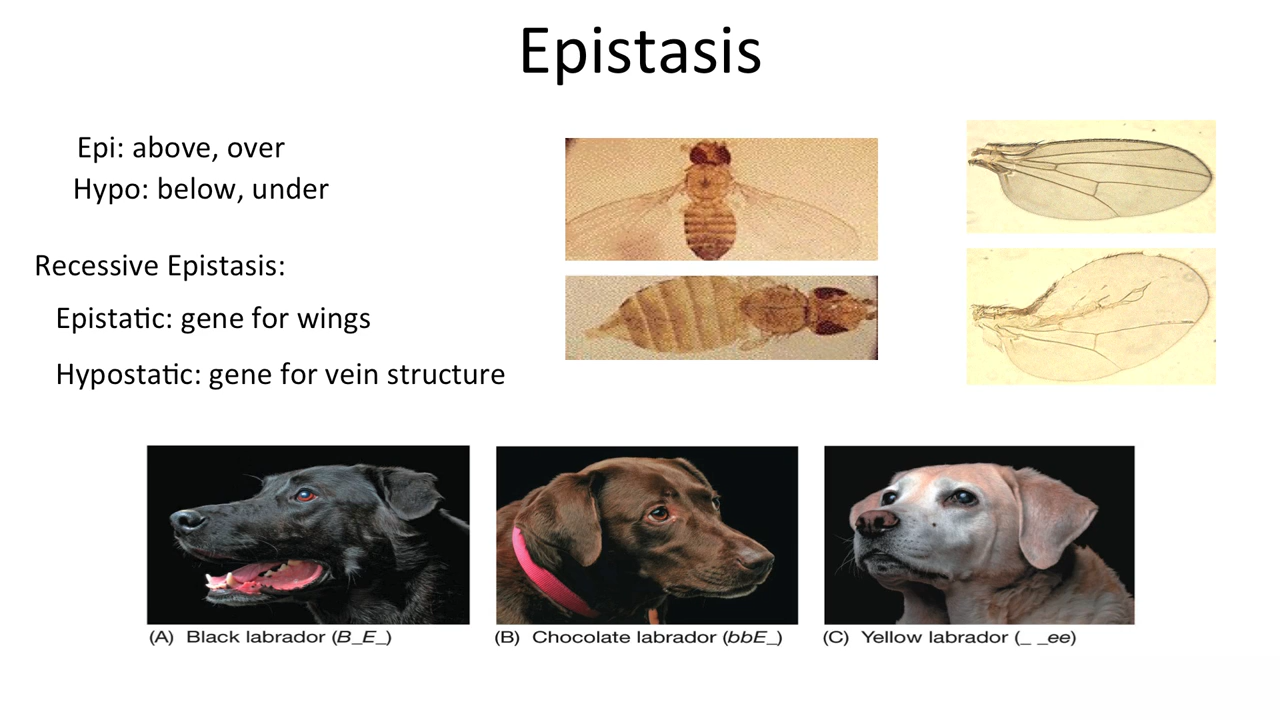 Epistasis
Epi: above, over
Hypo: below, under
Recessive Epistasis:
Epistatic: gene for wings
Hypostatic: gene for vein structure
(A) Black labrador (B_E_)
(B) Chocolate labrador (bbE_)
(C) Yellow labrador (_ _ee)